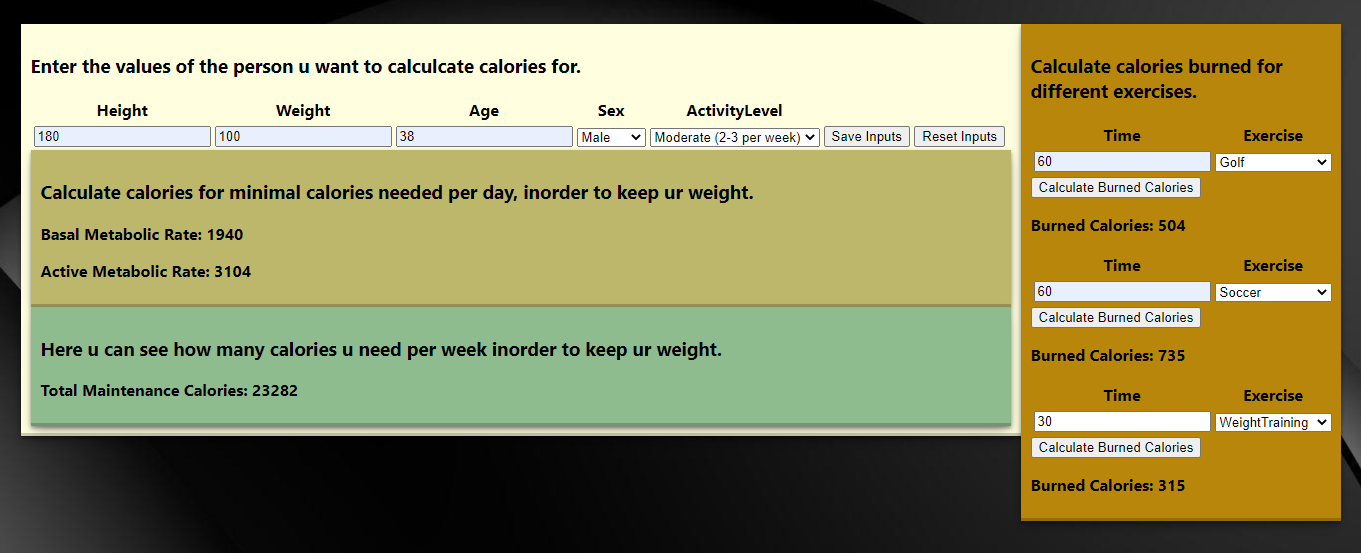 Enter the values of the person u want to calculcate calories for.
Height Weight Age Sex ActivityLevel
180 100 38 Male Moderate (2-3 per week) Save Inputs Reset Inputs
Calculate calories for minimal calories needed per day, inorder to keep ur weight.
Basal Metabolic Rate: 1940
Active Metabolic Rate: 3104
Here u can see how many calories u need per week inorder to keep ur weight.
Total Maintenance Calories: 23282
Calculate calories burned for
different exercises.
Time Exercise
60 Golf
Calculate Burned Calories
Burned Calories: 504
Time Exercise
60 Soccer
Calculate Burned Calories
Burned Calories: 735
Time Exercise
30 WeightTraining
Calculate Burned Calories
Burned Calories: 315